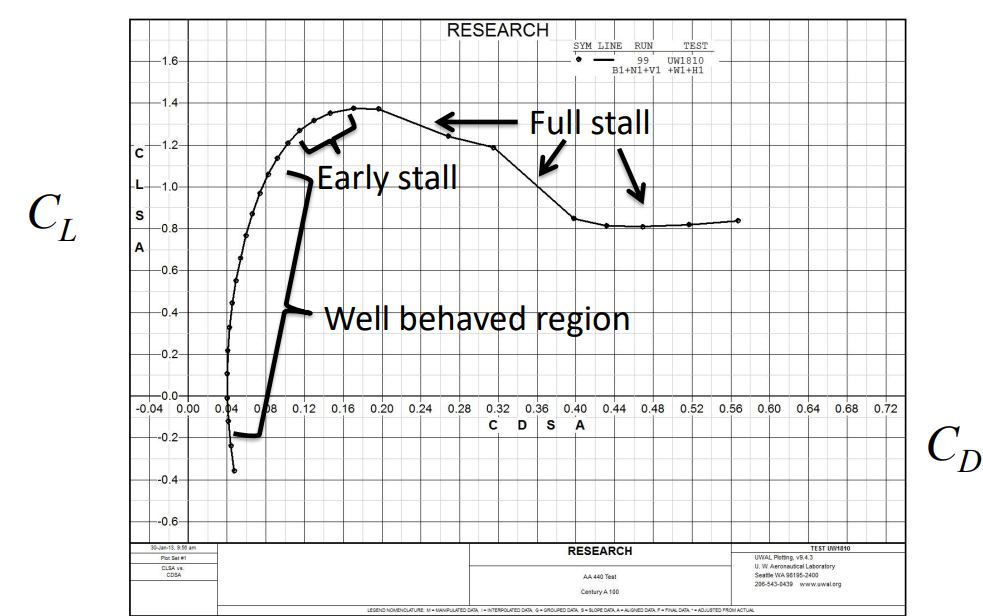 RESEARCH
SYM LINE RUN TEST
99 UW1810
B1+N1+V1 +W1+H1
1.6
1.4
Full stall
1.2
C
Early stall
1.0
L
C_L
S
0.8
A
0.6
0.4
Well behaved region
0.2
0.0
-0.04 0.00 0.04 0.08 0.12 0.16 0.20 0.24 0.28 0.32 0.36 0.40 0.44 0.48 0.52 0.56 0.60 0.64 0.68 0.72
C D S A
-0.2
C_D
-0.4
-0.6
30-Jan-13, 9:56 am
Plot Set #1
CLSA vs.
CDSA
RESEARCH
AA 440 Test
Century A 100
TEST UW1810
UWAL Plotting, v9.4.3
U. W. Aeronautical Laboratory
Seattle WA 98195-2400
206-543-0439 www.uwal.org
LEGEND NOMENCLATURE: M = MANIPULATED DATA, I = INTERPOLATED DATA, G = GROUPED DATA, S = SLOPE DATA, A = ALIGNED DATA, F = FINAL DATA, * = ADJUSTED FROM ACTUAL